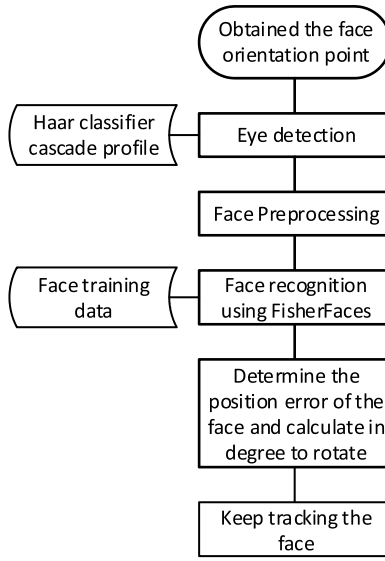 Obtained the face
orientation point
Haar classifier
cascade profile
Eye detection
Face Preprocessing
Face training
data
Face recognition
using FisherFaces
Determine the
position error of the
face and calculate in
degree to rotate
Keep tracking the
face